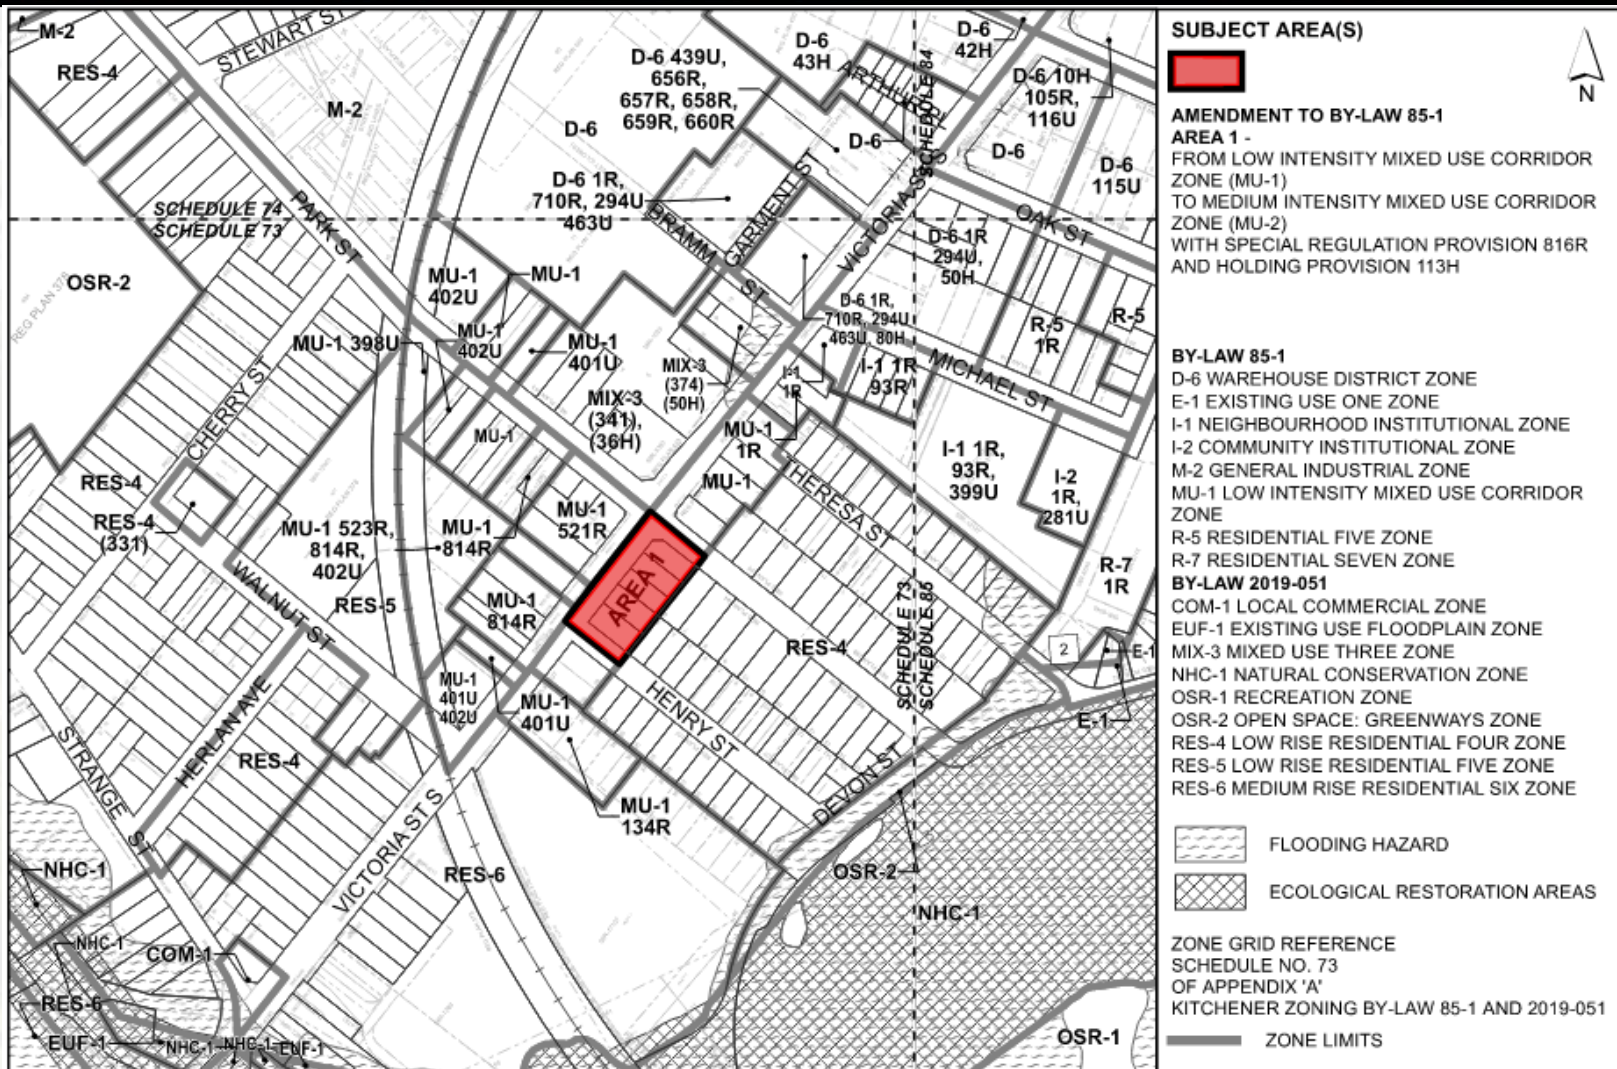 M-2
RES-4
STEWART ST
M-2
D-6 439U,
656R,
657R, 658R,
659R, 660R
D-6
D-6
43H
D-6
42H
ARTHUR PL
D-6 10H
105R,
116U
D-6
D-6
D-6
115U
SCHEDULE 84
D-6 1R,
710R, 294U
463U
SCHEDULE 74
SCHEDULE 73
PARK ST
BRAMM ST
GARMENT ST
VICTORIA ST S
OAK ST
D-6 1R
294U,
50H
OSR-2
REG PLAN 376
MU-1
402U
MU-1
D-6 1R,
710R, 294U
463U, 80H
R-5
1R
R-5
MU-1 398U
MU-1
402U
MU-1
401U
MIX-3
(374)
(50H)
I-1
1R
I-1 1R
93R
MICHAEL ST
CHERRY ST
MIX-3
(341),
(36H)
MU-1
MU-1
1R
I-1 1R,
93R,
399U
I-2
1R,
281U
THERESA ST
MU-1
RES-4
RES-4
(331)
MU-1 523R,
814R,
402U
MU-1
814R
MU-1
521R
AREA 1
R-7
1R
WALNUT ST
RES-5
MU-1
814R
RES-4
SCHEDULE 73
SCHEDULE 85
2
E-1
E-1
MU-1
401U
402U
MU-1
401U
HENRY ST
HERLAN AVE
STRANGE ST
RES-4
MU-1
134R
DEVON ST
VICTORIA ST S
NHC-1
RES-6
OSR-2
NHC-1
NHC-1
COM-1
RES-6
EUF-1
NHC-1
NHC-1
EUF-1
OSR-1
SUBJECT AREA(S)
N
AMENDMENT TO BY-LAW 85-1
AREA 1 -
FROM LOW INTENSITY MIXED USE CORRIDOR
ZONE (MU-1)
TO MEDIUM INTENSITY MIXED USE CORRIDOR
ZONE (MU-2)
WITH SPECIAL REGULATION PROVISION 816R
AND HOLDING PROVISION 113H
BY-LAW 85-1
D-6 WAREHOUSE DISTRICT ZONE
E-1 EXISTING USE ONE ZONE
I-1 NEIGHBOURHOOD INSTITUTIONAL ZONE
I-2 COMMUNITY INSTITUTIONAL ZONE
M-2 GENERAL INDUSTRIAL ZONE
MU-1 LOW INTENSITY MIXED USE CORRIDOR
ZONE
R-5 RESIDENTIAL FIVE ZONE
R-7 RESIDENTIAL SEVEN ZONE
BY-LAW 2019-051
COM-1 LOCAL COMMERCIAL ZONE
EUF-1 EXISTING USE FLOODPLAIN ZONE
MIX-3 MIXED USE THREE ZONE
NHC-1 NATURAL CONSERVATION ZONE
OSR-1 RECREATION ZONE
OSR-2 OPEN SPACE: GREENWAYS ZONE
RES-4 LOW RISE RESIDENTIAL FOUR ZONE
RES-5 LOW RISE RESIDENTIAL FIVE ZONE
RES-6 MEDIUM RISE RESIDENTIAL SIX ZONE
FLOODING HAZARD
ECOLOGICAL RESTORATION AREAS
ZONE GRID REFERENCE
SCHEDULE NO. 73
OF APPENDIX 'A'
KITCHENER ZONING BY-LAW 85-1 AND 2019-051
ZONE LIMITS